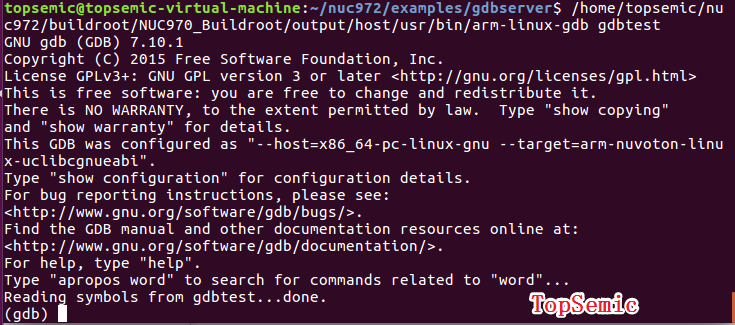 topsemic@topsemic-virtual-machine:~/nuc972/examples/gdbserver$ /home/topsemic/nu
c972/buildroot/NUC970_Buildroot/output/host/usr/bin/arm-linux-gdb gdbtest
GNU gdb (GDB) 7.10.1
Copyright (C) 2015 Free Software Foundation, Inc.
License GPLv3+: GNU GPL version 3 or later <http://gnu.org/licenses/gpl.html>
This is free software: you are free to change and redistribute it.
There is NO WARRANTY, to the extent permitted by law.  Type "show copying"
and "show warranty" for details.
This GDB was configured as "--host=x86_64-pc-linux-gnu --target=arm-nuvoton-linu
x-uclibcgnueabi".
Type "show configuration" for configuration details.
For bug reporting instructions, please see:
<http://www.gnu.org/software/gdb/bugs/>.
Find the GDB manual and other documentation resources online at:
<http://www.gnu.org/software/gdb/documentation/>.
For help, type "help".
Type "apropos word" to search for commands related to "word"...
Reading symbols from gdbtest...done.
(gdb)
TopSemic